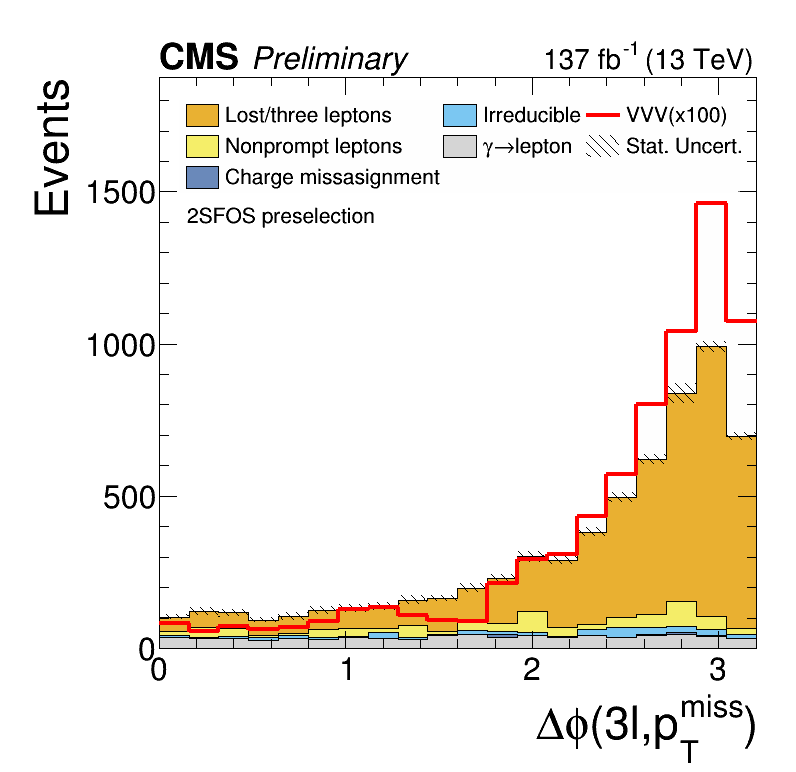 CMS Preliminary 137 fb-1 (13 TeV)
Events
Lost/three leptons Irreducible VVV(x100)
Nonprompt leptons γ→lepton Stat. Uncert.
Charge missasignment
2SFOS preselection
1500
1000
500
0
0 1 2 3
Δϕ(3l,pTmiss)